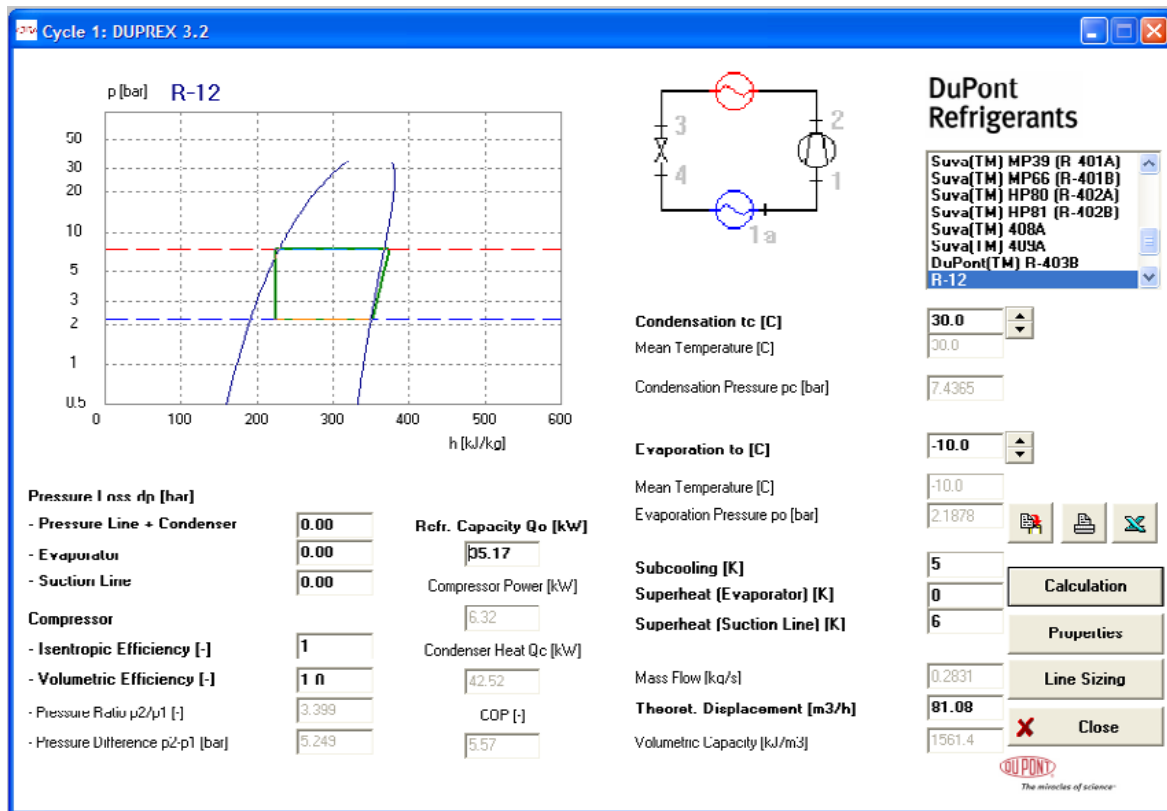 Cycle 1: DUPREX 3.2
p [bar] R-12
50
30
20
10
5
3
2
1
0.5
0 100 200 300 400 500 600
h [kJ/kg]
3
2
4
1
1a
DuPont
Refrigerants
Suva(TM) MP39 (R-401A)
Suva(TM) MP66 (R-401B)
Suva(TM) HP80 (R-402A)
Suva(TM) HP81 (R-402B)
Suva(TM) 408A
Suva(TM) 409A
DuPont(TM) R-403B
R-12
Condensation tc [C] 30.0
Mean Temperature [C] 30.0
Condensation Pressure pc [bar] 7.4365
Evaporation to [C] -10.0
Mean Temperature [C] -10.0
Evaporation Pressure po [bar] 2.1878
Subcooling [K] 5
Superheat (Evaporator) [K] 0
Superheat (Suction Line) [K] 6
Mass Flow [kg/s] 0.2831
Theoret. Displacement [m3/h] 81.08
Volumetric Capacity [kJ/m3] 1561.4
Pressure Loss dp [bar]
- Pressure Line + Condenser 0.00
- Evaporator 0.00
- Suction Line 0.00
Compressor
- Isentropic Efficiency [-] 1
- Volumetric Efficiency [-] 1.0
- Pressure Ratio p2/p1 [-] 3.399
- Pressure Difference p2-p1 [bar] 5.249
Refr. Capacity Qo [kW]
35.17
Compressor Power [kW]
6.32
Condenser Heat Qc [kW]
42.52
COP [-]
5.57
Calculation
Properties
Line Sizing
Close
DUPONT
The miracles of science™